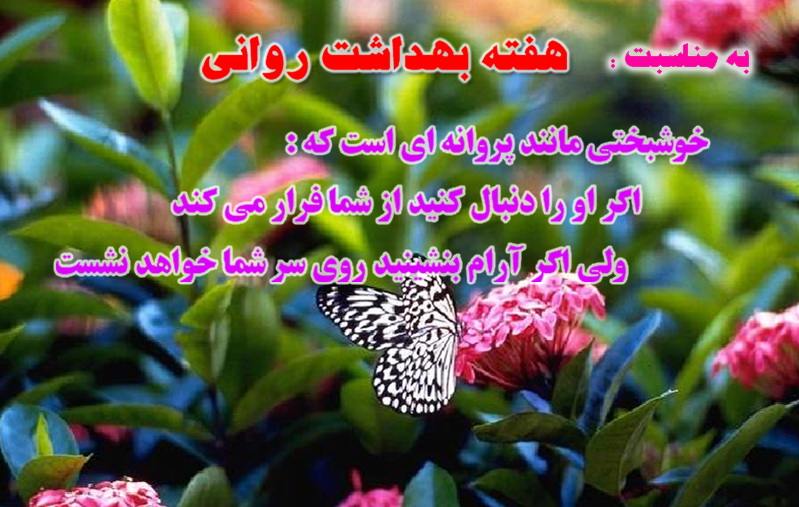 به مناسبت : هفته بهداشت روانی
خوشبختی مانند پروانه ای است که :
اگر او را دنبال کنید از شما فرار می کند
ولی اگر آرام بنشینید روی سر شما خواهد نشست